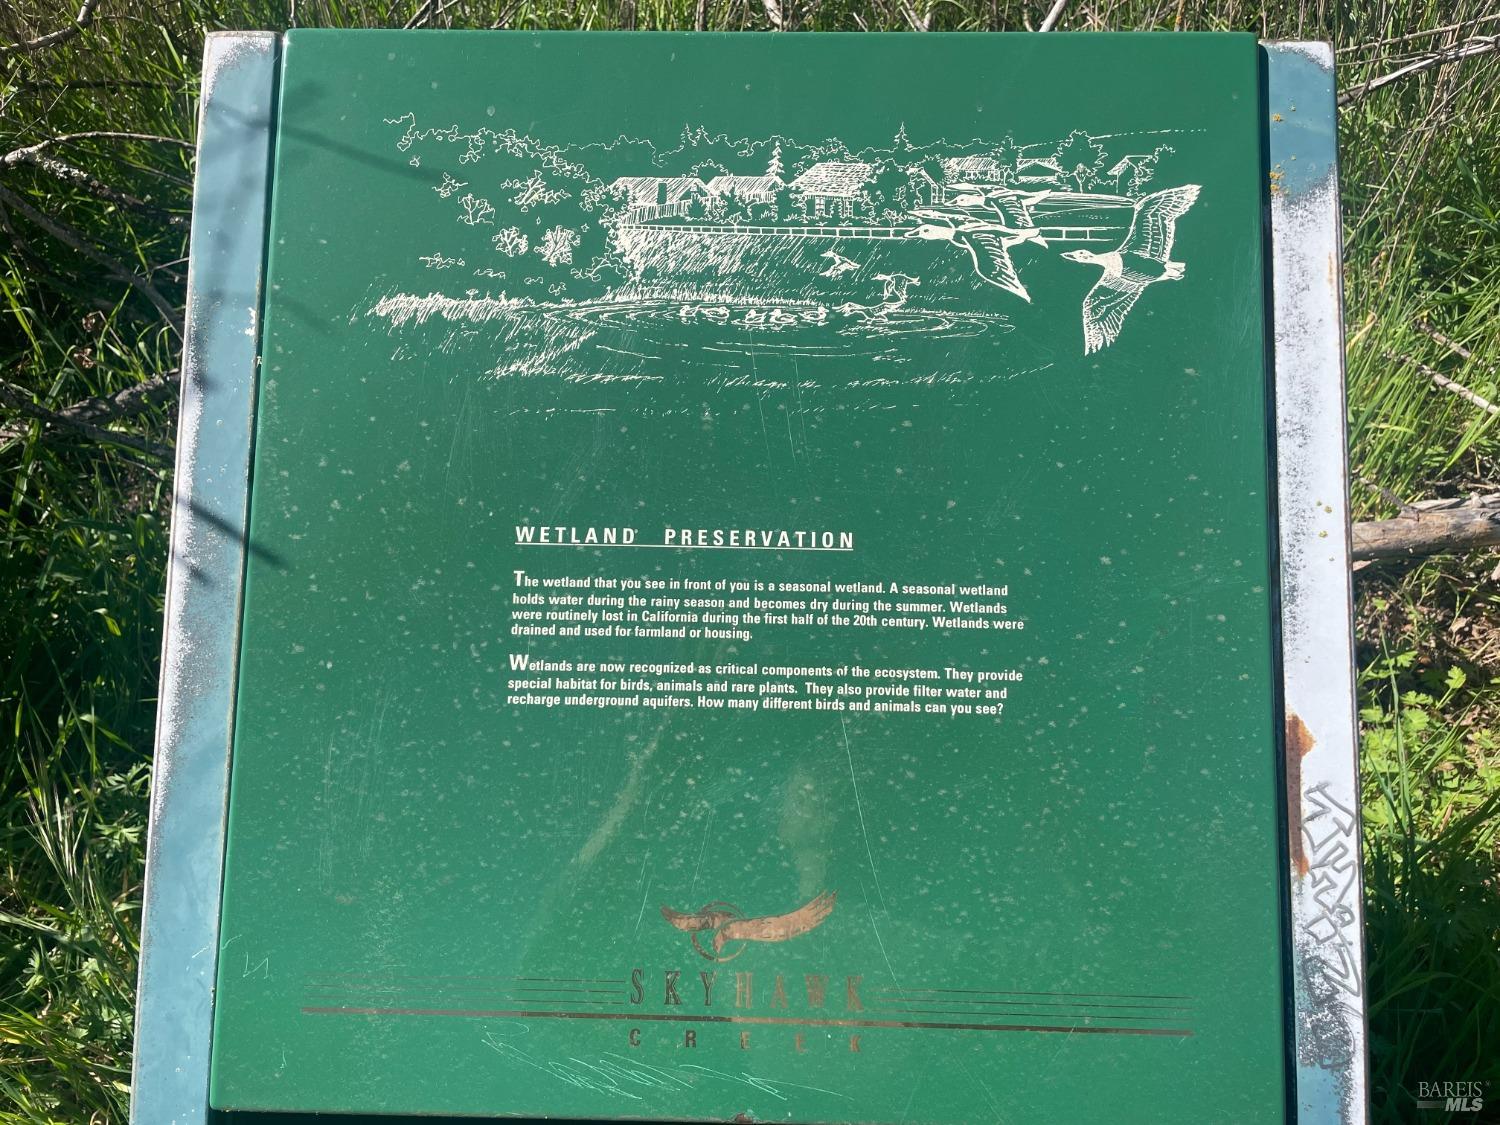 WETLAND PRESERVATION
The wetland that you see in front of you is a seasonal wetland. A seasonal wetland
holds water during the rainy season and becomes dry during the summer. Wetlands
were routinely lost in California during the first half of the 20th century. Wetlands were
drained and used for farmland or housing.
Wetlands are now recognized as critical components of the ecosystem. They provide
special habitat for birds, animals and rare plants. They also provide filter water and
recharge underground aquifers. How many different birds and animals can you see?
SKYHAWK
CREEK
BAREIS
MLS